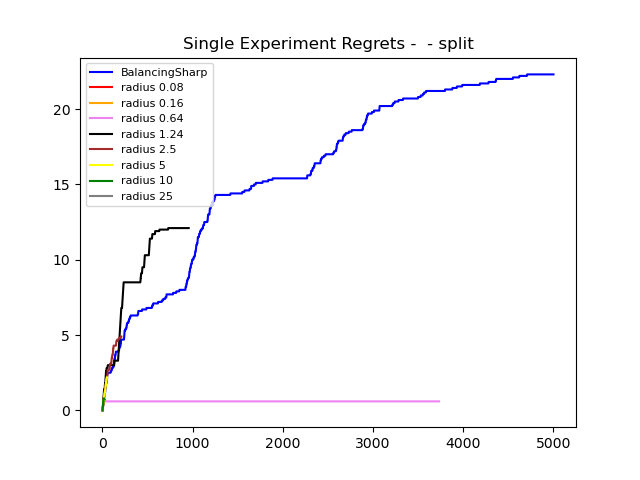 Single Experiment Regrets -  - split
BalancingSharp
radius 0.08
radius 0.16
radius 0.64
radius 1.24
radius 2.5
radius 5
radius 10
radius 25
20
15
10
5
0
0 1000 2000 3000 4000 5000